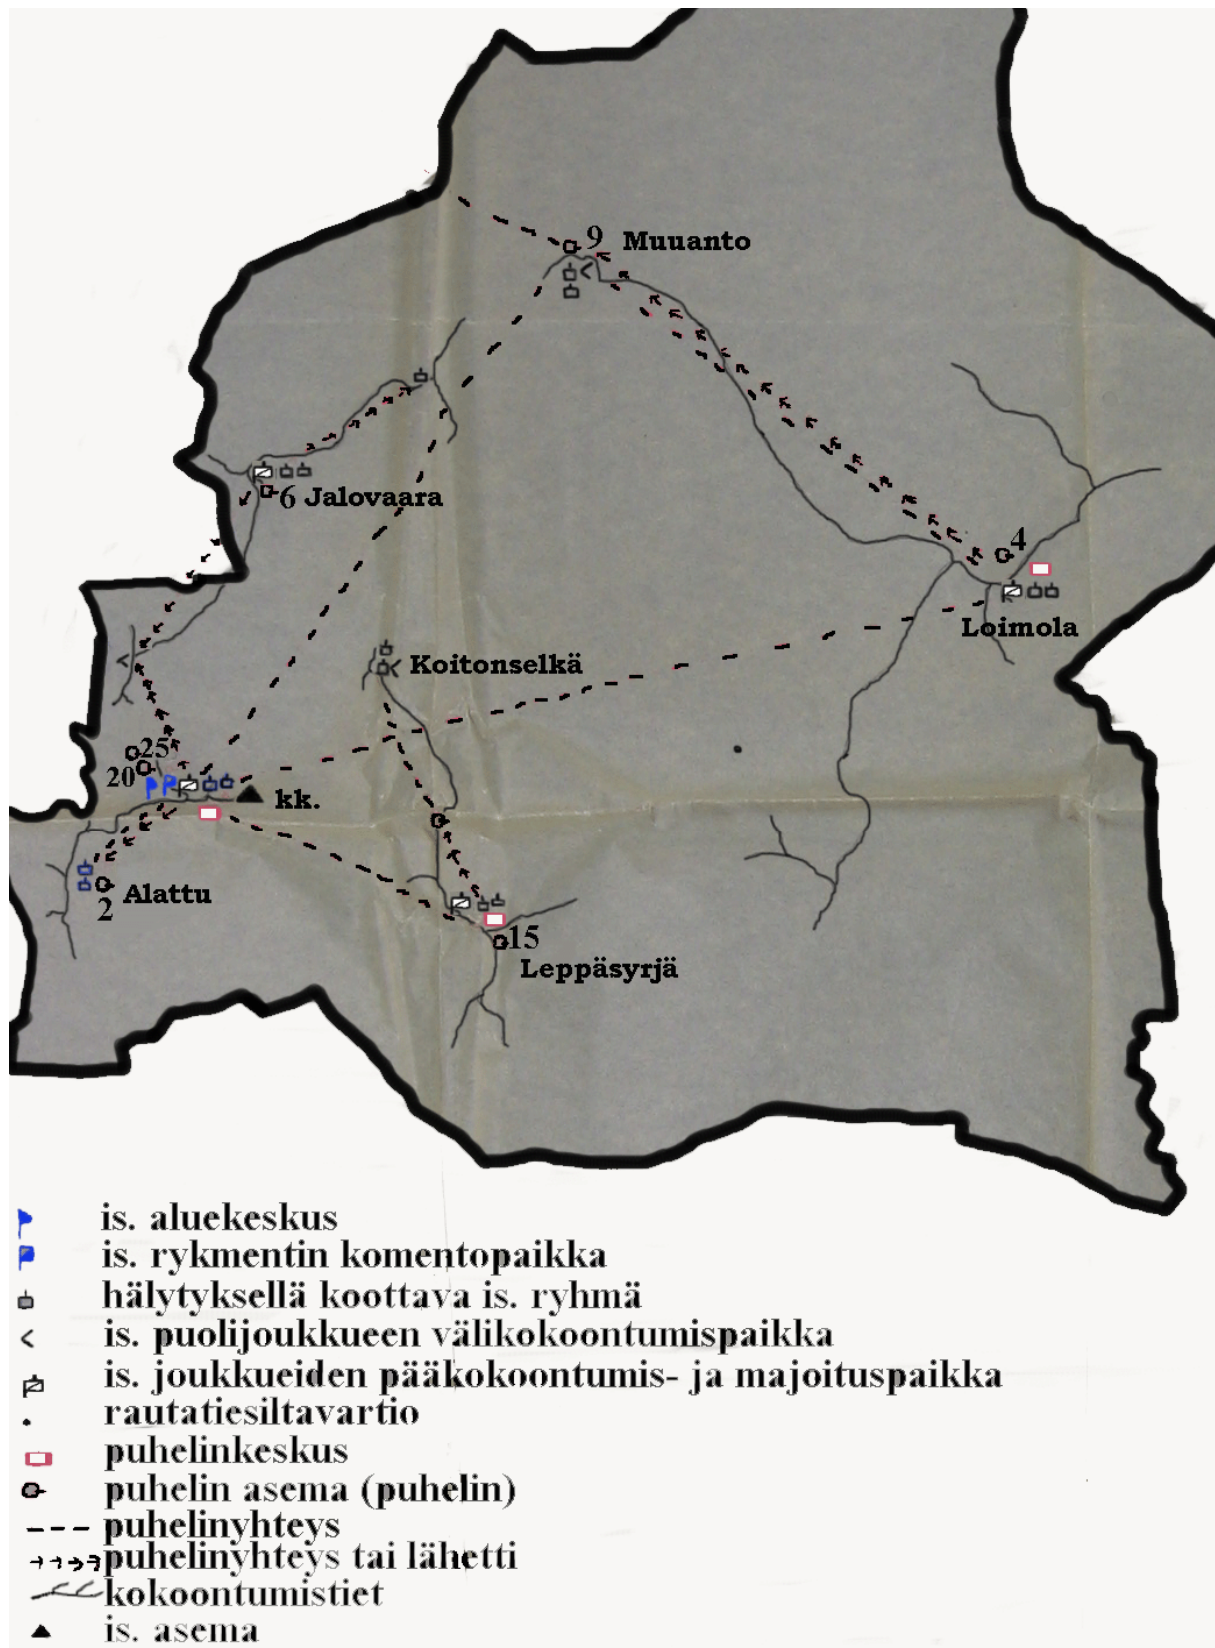 9 Muuanto
6 Jalovaara
4
Loimola
Koitonselkä
25
20
kk.
Alattu
2
15
Leppäsyrjä
is. aluekeskus
is. rykmentin komentopaikka
hälytyksellä koottava is. ryhmä
is. puolijoukkueen välikokoontumispaikka
is. joukkueiden pääkokoontumis- ja majoituspaikka
rautatiesiltavartio
puhelinkeskus
puhelin asema (puhelin)
puhelinyhteys
puhelinyhteys tai lähetti
kokoontumistiet
is. asema